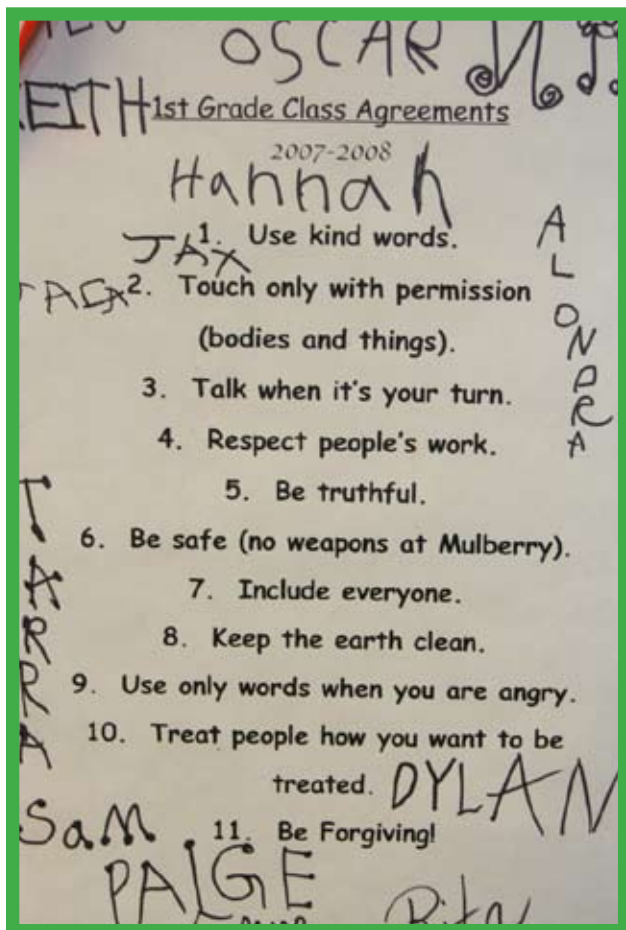 OSCAR
KEITH
1st Grade Class Agreements
2007-2008
Hannah
JAX
1. Use kind words.
ALONDRA
2. Touch only with permission
(bodies and things).
3. Talk when it's your turn.
4. Respect people's work.
5. Be truthful.
6. Be safe (no weapons at Mulberry).
7. Include everyone.
8. Keep the earth clean.
TARRA
9. Use only words when you are angry.
10. Treat people how you want to be
treated.
DYLAN
SaM
11. Be Forgiving!
PAIGE
Rita